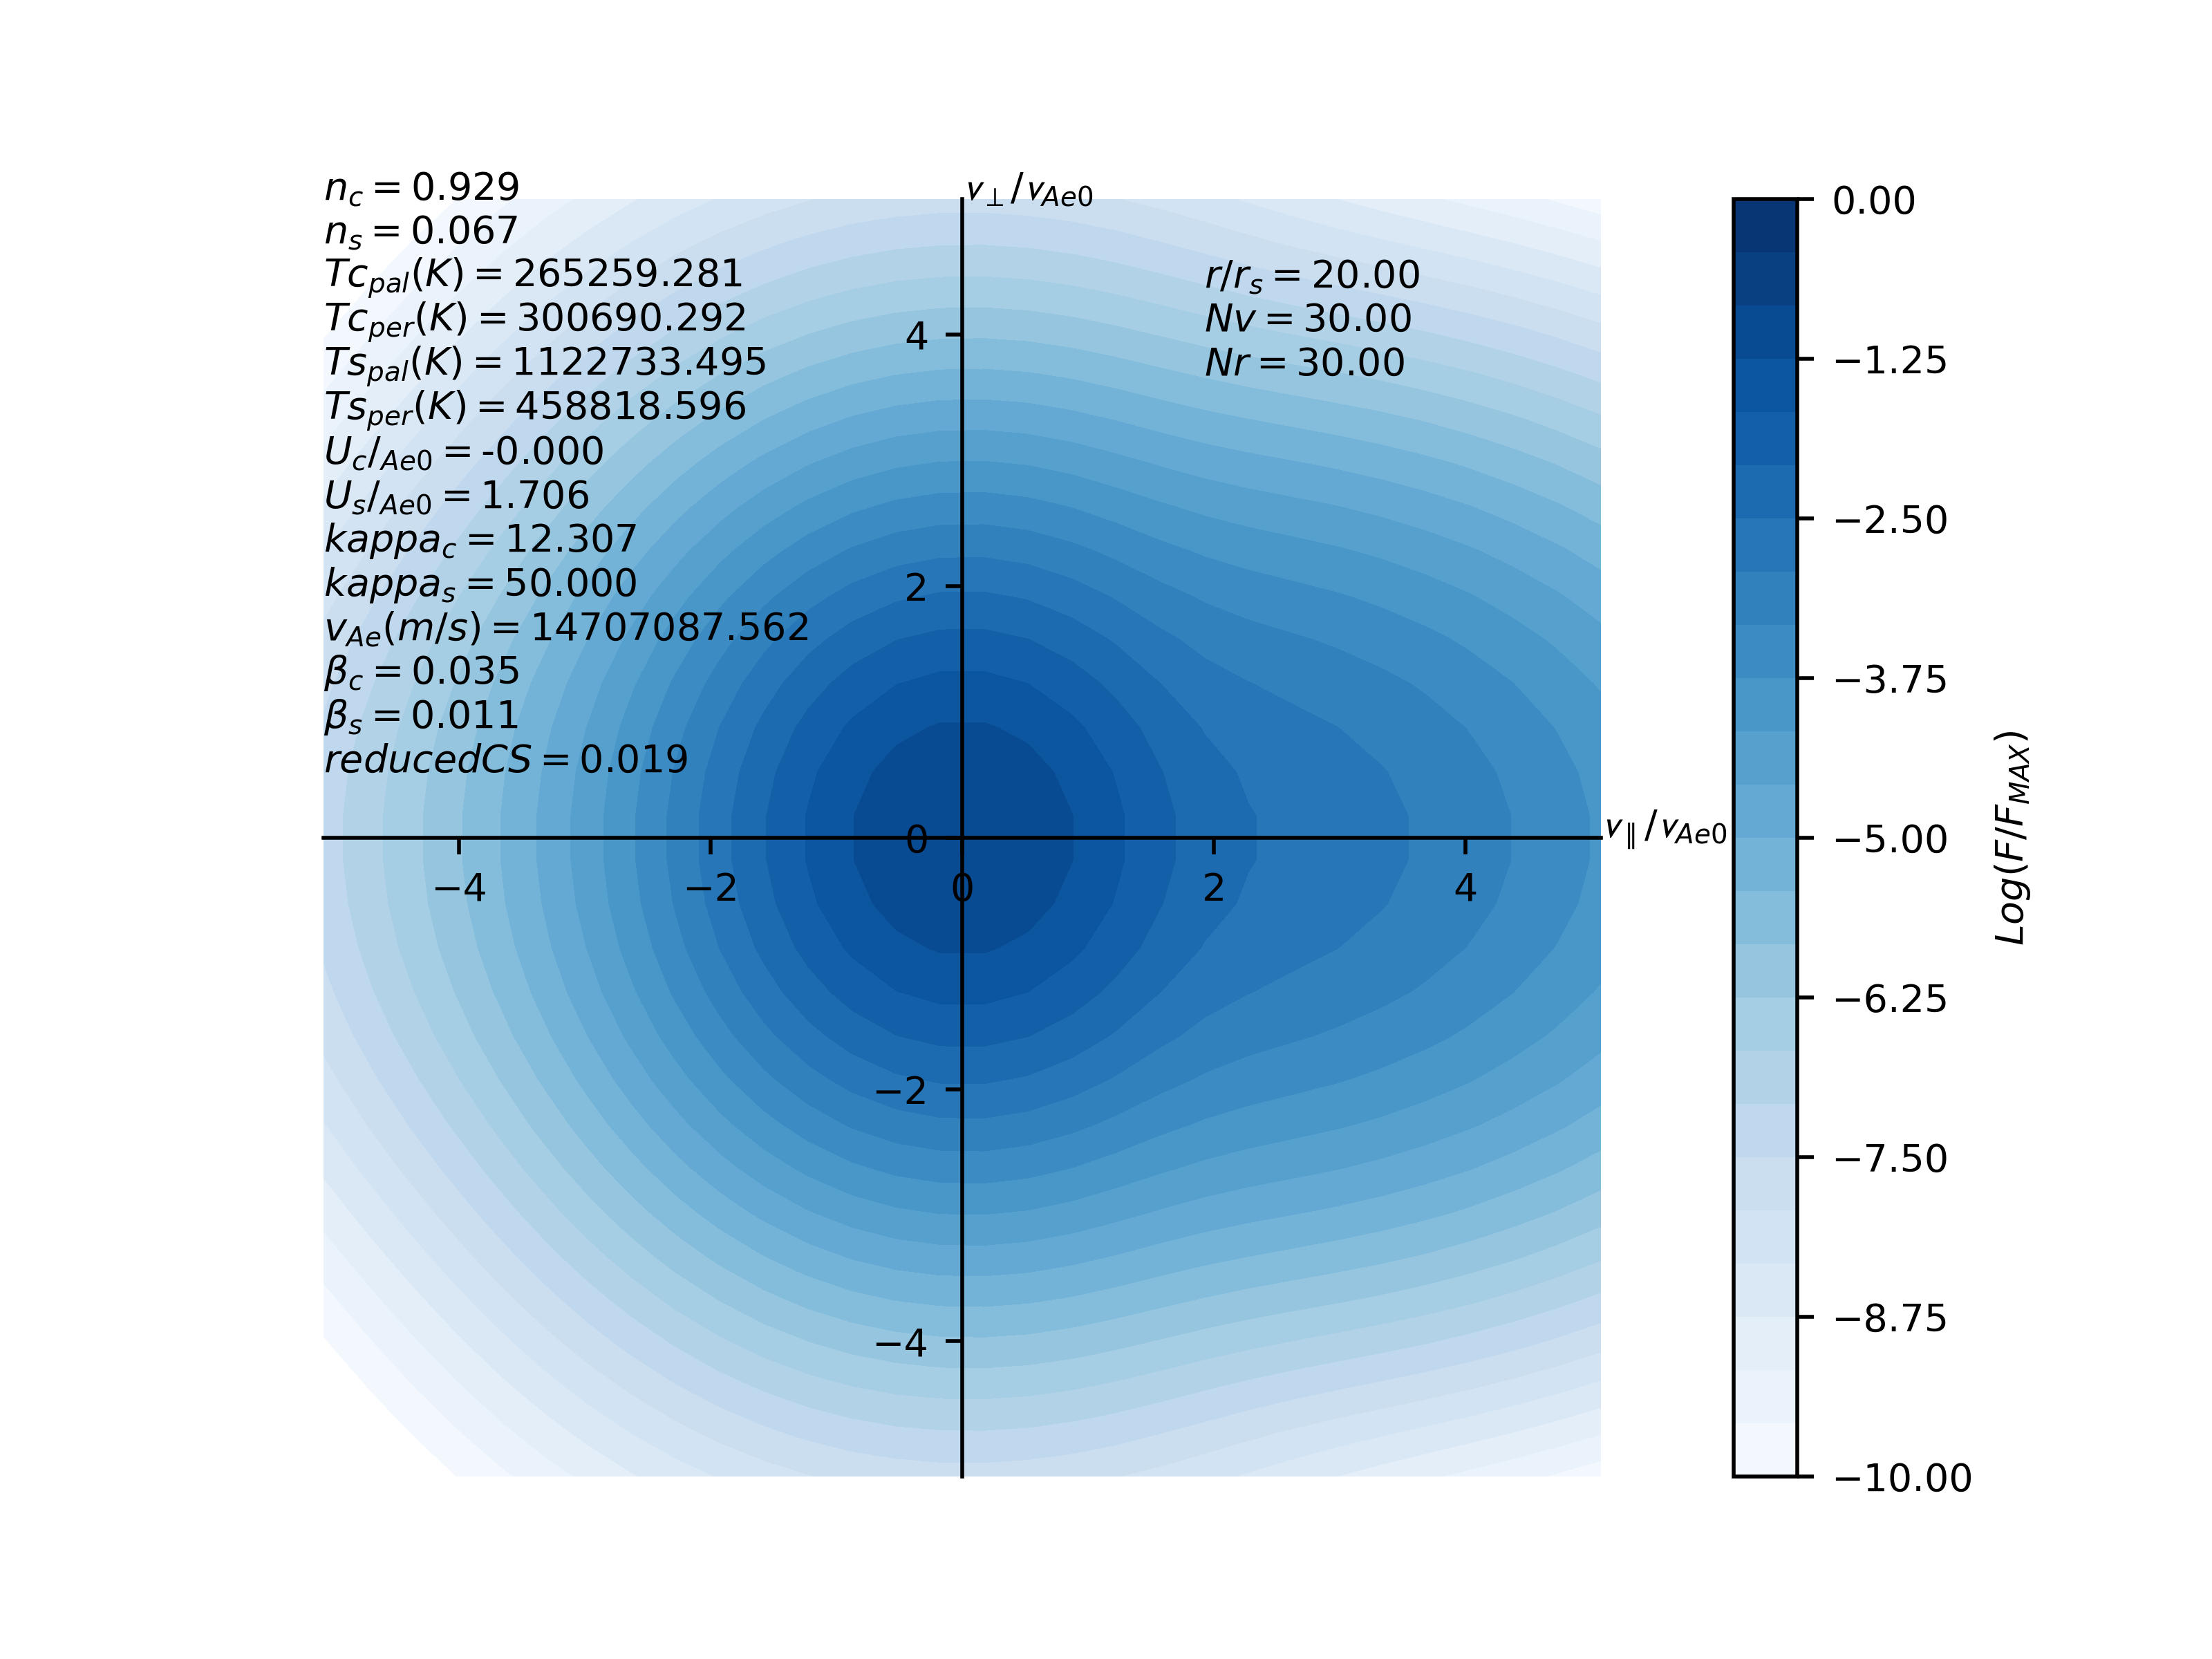 n_c = 0.929
n_s = 0.067
Tc_pal(K) = 265259.281
Tc_per(K) = 300690.292
Ts_pal(K) = 1122733.495
Ts_per(K) = 458818.596
U_c/_Ae0 = -0.000
U_s/_Ae0 = 1.706
kappa_c = 12.307
kappa_s = 50.000
v_Ae(m/s) = 14707087.562
β_c = 0.035
β_s = 0.011
reducedCS = 0.019
v_⊥/v_Ae0
r/r_s = 20.00
Nv = 30.00
Nr = 30.00
4
2
0
−2
−4
−4
−2
0
2
4
v_∥/v_Ae0
0.00
−1.25
−2.50
−3.75
−5.00
−6.25
−7.50
−8.75
−10.00
Log(F/F_MAX)